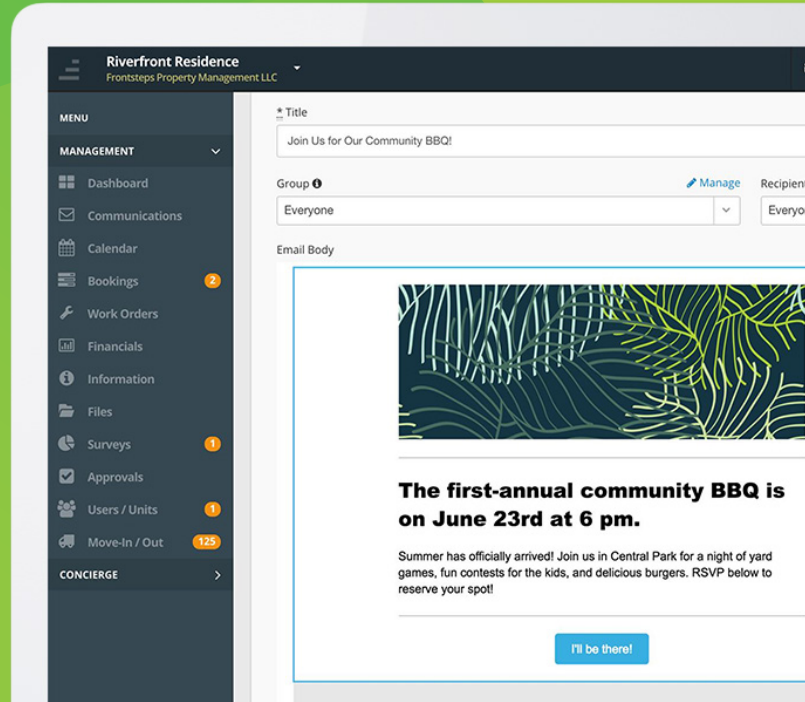 Riverfront Residence
Frontsteps Property Management LLC
MENU
MANAGEMENT
Dashboard
Communications
Calendar
Bookings 2
Work Orders
Financials
Information
Files
Surveys 1
Approvals
Users / Units 1
Move-In / Out 125
CONCIERGE
* Title
Join Us for Our Community BBQ!
Group
Manage
Everyone
Email Body
The first-annual community BBQ is
on June 23rd at 6 pm.
Summer has officially arrived! Join us in Central Park for a night of yard
games, fun contests for the kids, and delicious burgers. RSVP below to
reserve your spot!
I'll be there!